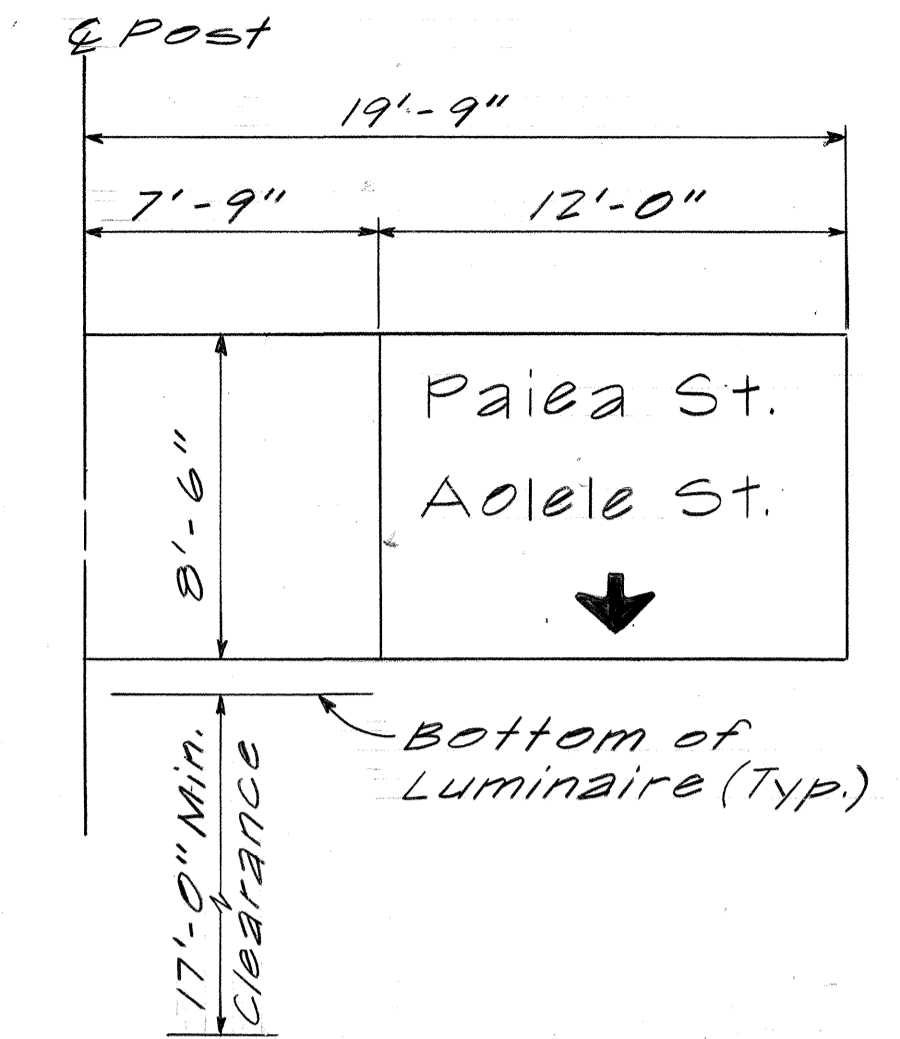 ℄ Post
19'-9"
7'-9"
12'-0"
8'-6"
Paiea St.
Aolele St.
Bottom of
Luminaire (Typ.)
17'-0" Min.
Clearance